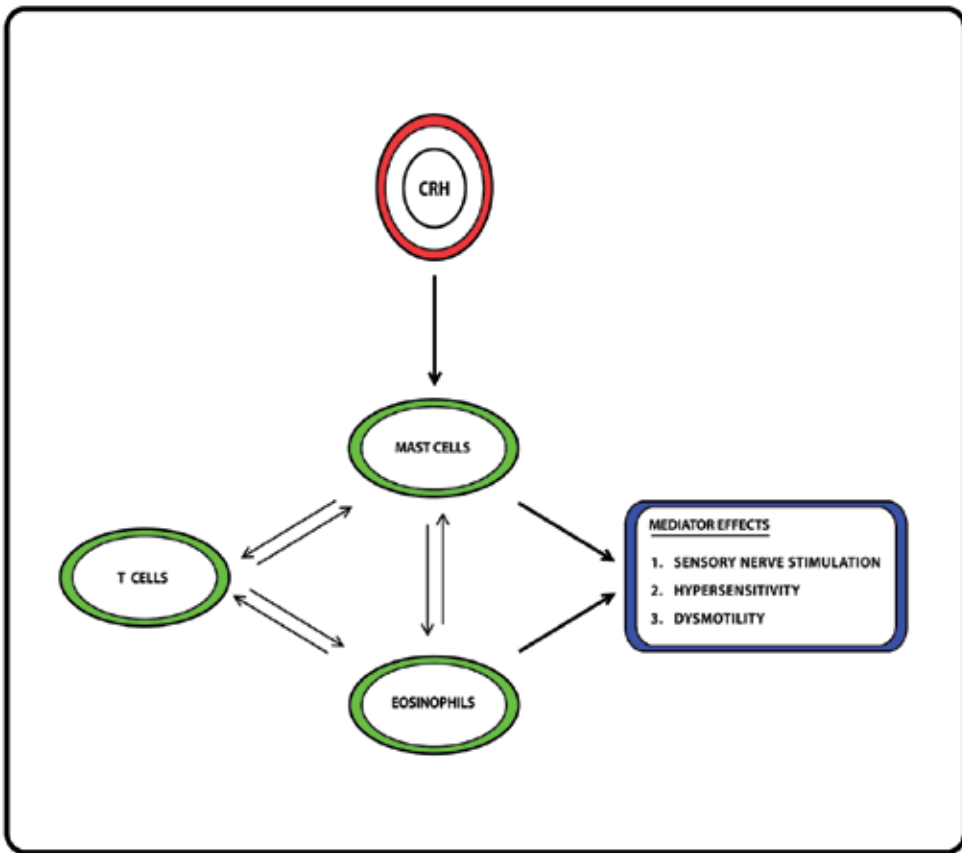 CRH
MAST CELLS
T CELLS
EOSINOPHILS
MEDIATOR EFFECTS
1. SENSORY NERVE STIMULATION
2. HYPERSENSITIVITY
3. DYSMOTILITY